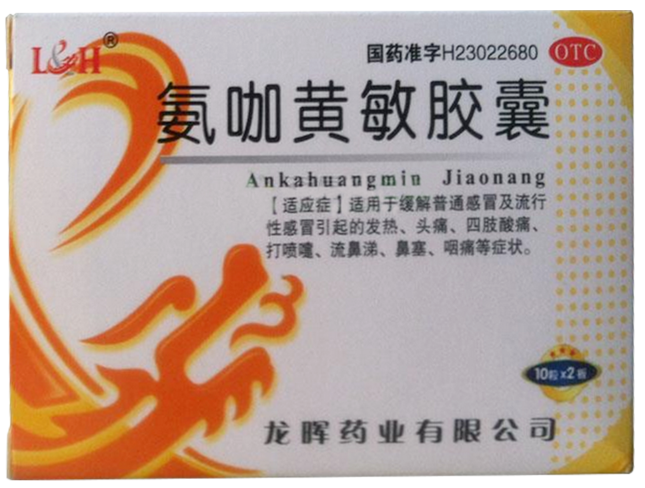 L&H®
国药准字H23022680 OTC
氨咖黄敏胶囊
Ankahuangmin Jiaonang
【适应症】适用于缓解普通感冒及流行
性感冒引起的发热、头痛、四肢酸痛、
打喷嚏、流鼻涕、鼻塞、咽痛等症状。
10粒x2板
龙晖药业有限公司